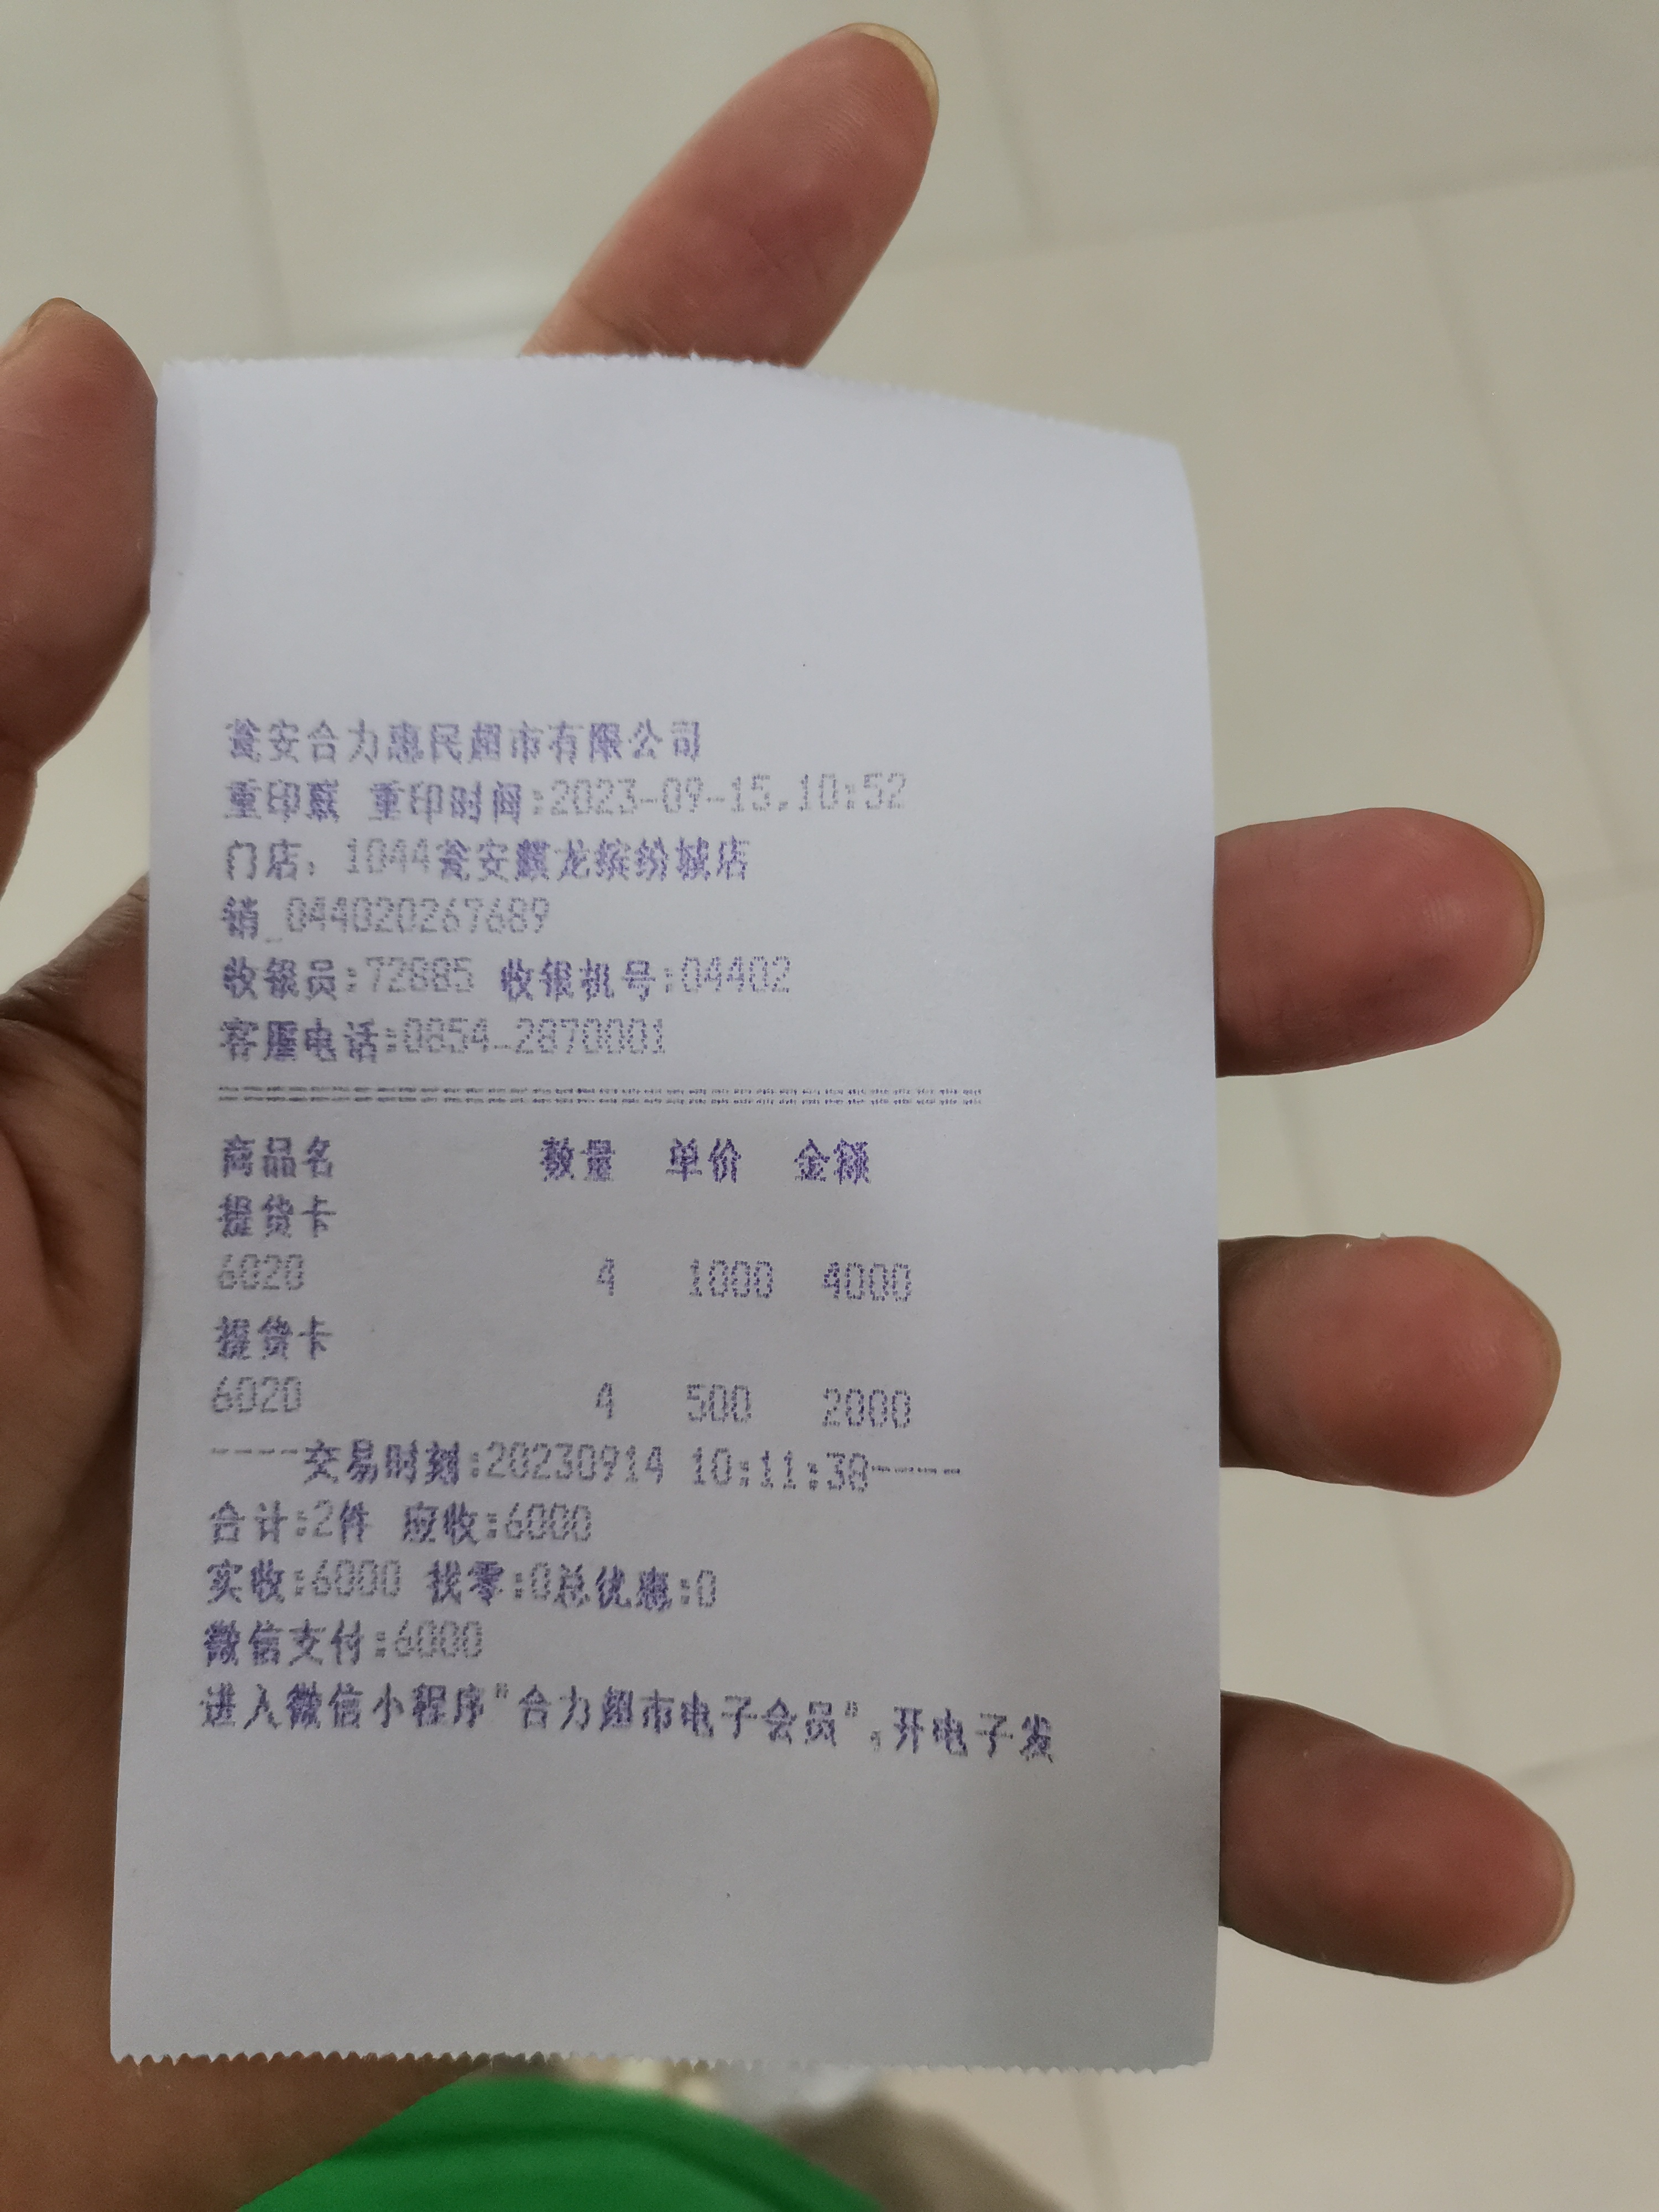 瓮安合力惠民超市有限公司
重印联 重印时间:2023-09-15.10:52
门店：1044瓮安麒龙缤纷城店
销_044020267689
收银员:72885 收银机号:04402
客服电话:0854-2870001
======================================
商品名 数量 单价 金额
提货卡
6020 4 1000 4000
提货卡
6020 4 500 2000
----交易时刻:20230914 10:11:38----
合计:2件 应收:6000
实收:6000 找零:0总优惠:0
微信支付:6000
进入微信小程序"合力超市电子会员",开电子发